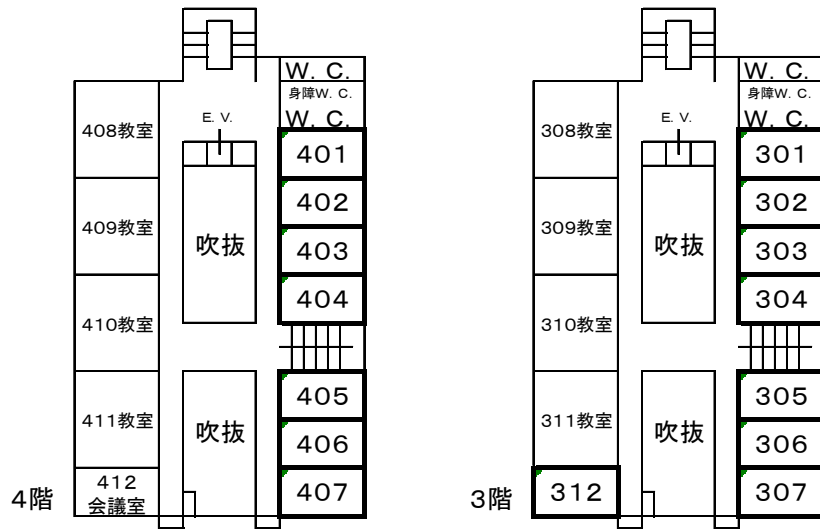 W. C.
身障W. C.
W. C.
E. V.
408教室
401
402
409教室
吹抜
403
404
410教室
405
411教室
吹抜
406
412
会議室
407
4階
W. C.
身障W. C.
W. C.
E. V.
308教室
301
302
309教室
吹抜
303
304
310教室
305
311教室
吹抜
306
312
307
3階